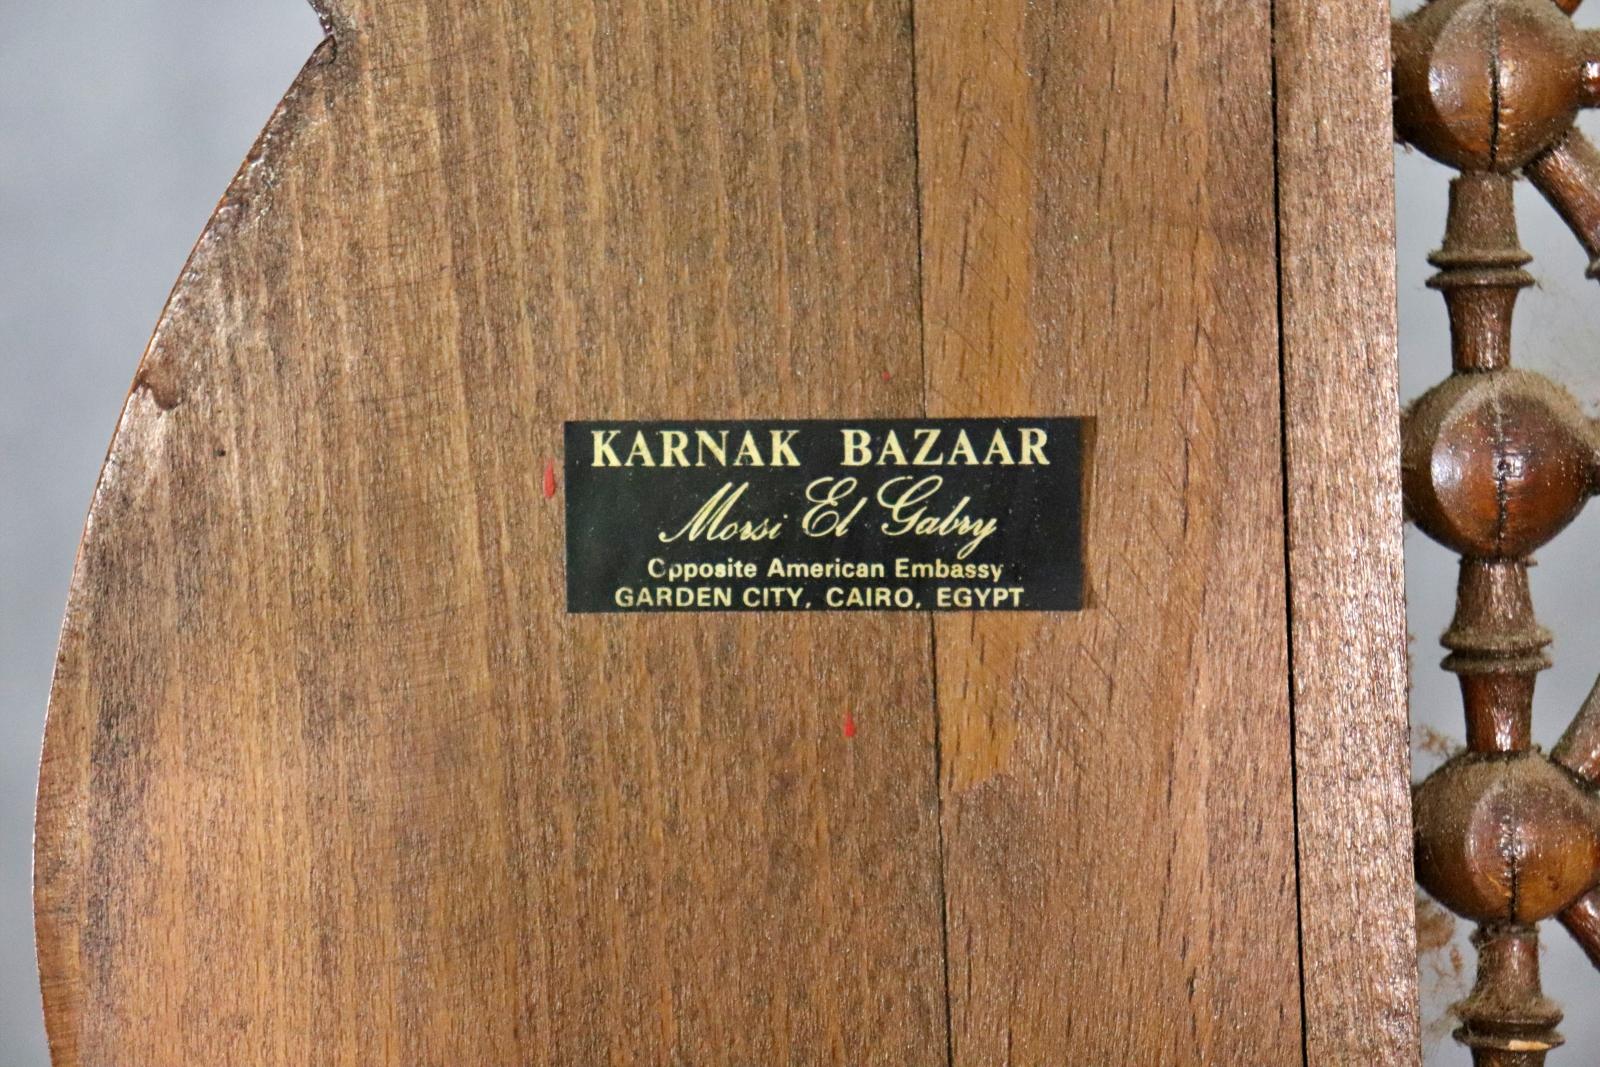 KARNAK BAZAAR
Morsi El Gabry
Opposite American Embassy
GARDEN CITY, CAIRO, EGYPT